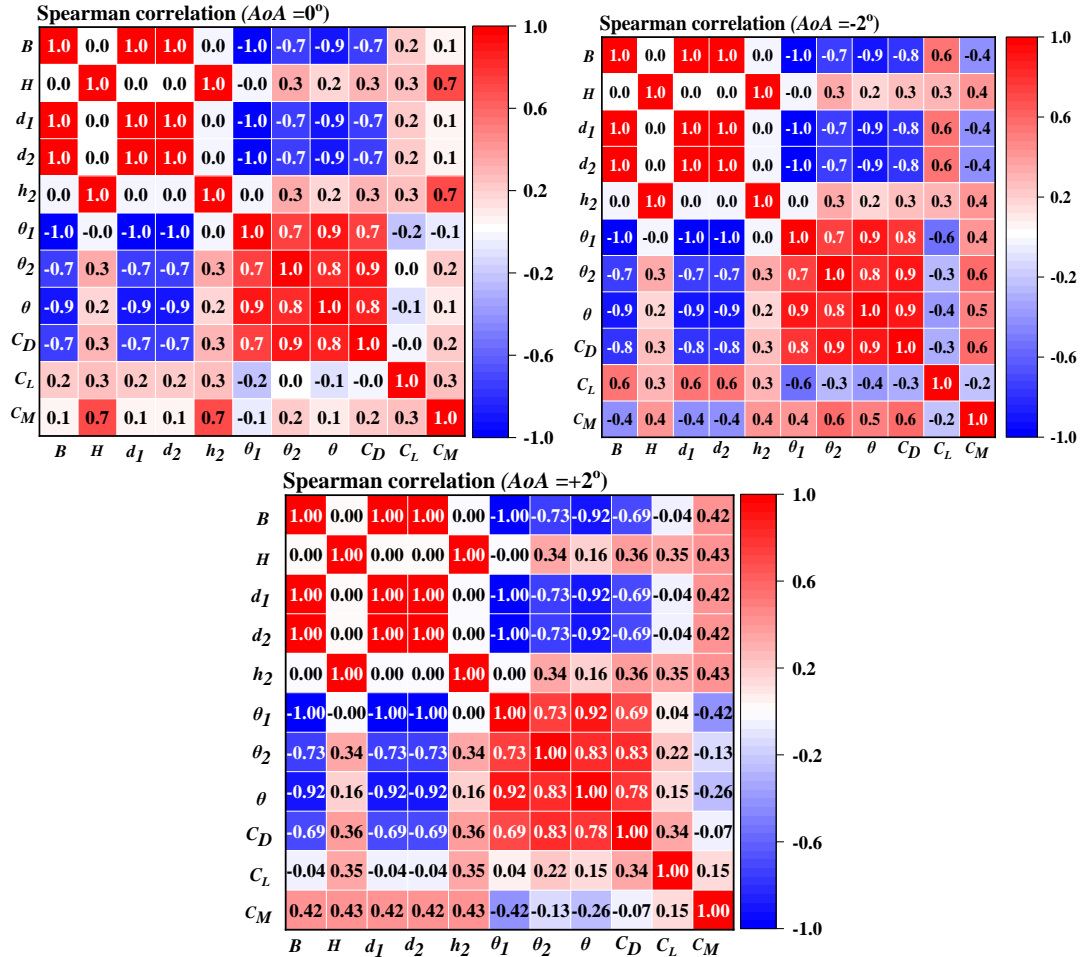 Spearman correlation (AoA =0°)
B 1.0 0.0 1.0 1.0 0.0 -1.0 -0.7 -0.9 -0.7 0.2 0.1
H 0.0 1.0 0.0 0.0 1.0 -0.0 0.3 0.2 0.3 0.3 0.7
d1 1.0 0.0 1.0 1.0 0.0 -1.0 -0.7 -0.9 -0.7 0.2 0.1
d2 1.0 0.0 1.0 1.0 0.0 -1.0 -0.7 -0.9 -0.7 0.2 0.1
h2 0.0 1.0 0.0 0.0 1.0 0.0 0.3 0.2 0.3 0.3 0.7
θ1 -1.0 -0.0 -1.0 -1.0 0.0 1.0 0.7 0.9 0.7 -0.2 -0.1
θ2 -0.7 0.3 -0.7 -0.7 0.3 0.7 1.0 0.8 0.9 0.0 0.2
θ -0.9 0.2 -0.9 -0.9 0.2 0.9 0.8 1.0 0.8 -0.1 0.1
CD -0.7 0.3 -0.7 -0.7 0.3 0.7 0.9 0.8 1.0 -0.0 0.2
CL 0.2 0.3 0.2 0.2 0.3 -0.2 0.0 -0.1 -0.0 1.0 0.3
CM 0.1 0.7 0.1 0.1 0.7 -0.1 0.2 0.1 0.2 0.3 1.0
B H d1 d2 h2 θ1 θ2 θ CD CL CM
1.0
0.6
0.2
-0.2
-0.6
-1.0
Spearman correlation (AoA =-2°)
B 1.0 0.0 1.0 1.0 0.0 -1.0 -0.7 -0.9 -0.8 0.6 -0.4
H 0.0 1.0 0.0 0.0 1.0 -0.0 0.3 0.2 0.3 0.3 0.4
d1 1.0 0.0 1.0 1.0 0.0 -1.0 -0.7 -0.9 -0.8 0.6 -0.4
d2 1.0 0.0 1.0 1.0 0.0 -1.0 -0.7 -0.9 -0.8 0.6 -0.4
h2 0.0 1.0 0.0 0.0 1.0 0.0 0.3 0.2 0.3 0.3 0.4
θ1 -1.0 -0.0 -1.0 -1.0 0.0 1.0 0.7 0.9 0.8 -0.6 0.4
θ2 -0.7 0.3 -0.7 -0.7 0.3 0.7 1.0 0.8 0.9 -0.3 0.6
θ -0.9 0.2 -0.9 -0.9 0.2 0.9 0.8 1.0 0.9 -0.4 0.5
CD -0.8 0.3 -0.8 -0.8 0.3 0.8 0.9 0.9 1.0 -0.3 0.6
CL 0.6 0.3 0.6 0.6 0.3 -0.6 -0.3 -0.4 -0.3 1.0 -0.2
CM -0.4 0.4 -0.4 -0.4 0.4 0.4 0.6 0.5 0.6 -0.2 1.0
B H d1 d2 h2 θ1 θ2 θ CD CL CM
1.0
0.6
0.2
-0.2
-0.6
-1.0
Spearman correlation (AoA =+2°)
B 1.00 0.00 1.00 1.00 0.00 -1.00 -0.73 -0.92 -0.69 -0.04 0.42
H 0.00 1.00 0.00 0.00 1.00 -0.00 0.34 0.16 0.36 0.35 0.43
d1 1.00 0.00 1.00 1.00 0.00 -1.00 -0.73 -0.92 -0.69 -0.04 0.42
d2 1.00 0.00 1.00 1.00 0.00 -1.00 -0.73 -0.92 -0.69 -0.04 0.42
h2 0.00 1.00 0.00 0.00 1.00 0.00 0.34 0.16 0.36 0.35 0.43
θ1 -1.00 -0.00 -1.00 -1.00 0.00 1.00 0.73 0.92 0.69 0.04 -0.42
θ2 -0.73 0.34 -0.73 -0.73 0.34 0.73 1.00 0.83 0.83 0.22 -0.13
θ -0.92 0.16 -0.92 -0.92 0.16 0.92 0.83 1.00 0.78 0.15 -0.26
CD -0.69 0.36 -0.69 -0.69 0.36 0.69 0.83 0.78 1.00 0.34 -0.07
CL -0.04 0.35 -0.04 -0.04 0.35 0.04 0.22 0.15 0.34 1.00 0.15
CM 0.42 0.43 0.42 0.42 0.43 -0.42 -0.13 -0.26 -0.07 0.15 1.00
B H d1 d2 h2 θ1 θ2 θ CD CL CM
1.0
0.6
0.2
-0.2
-0.6
-1.0